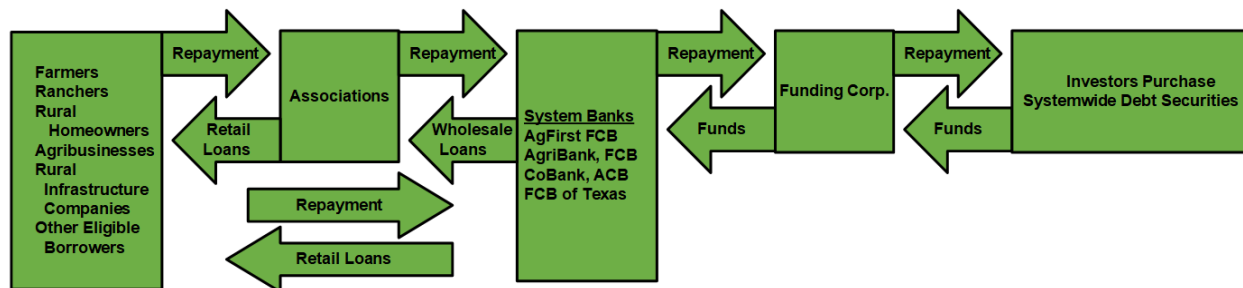 Farmers
Ranchers
Rural
Homeowners
Agribusinesses
Rural
Infrastructure
Companies
Other Eligible
Borrowers
Repayment
Retail
Loans
Associations
Repayment
Wholesale
Loans
Repayment
Retail Loans
System Banks
AgFirst FCB
AgriBank, FCB
CoBank, ACB
FCB of Texas
Repayment
Funds
Funding Corp.
Repayment
Funds
Investors Purchase
Systemwide Debt Securities